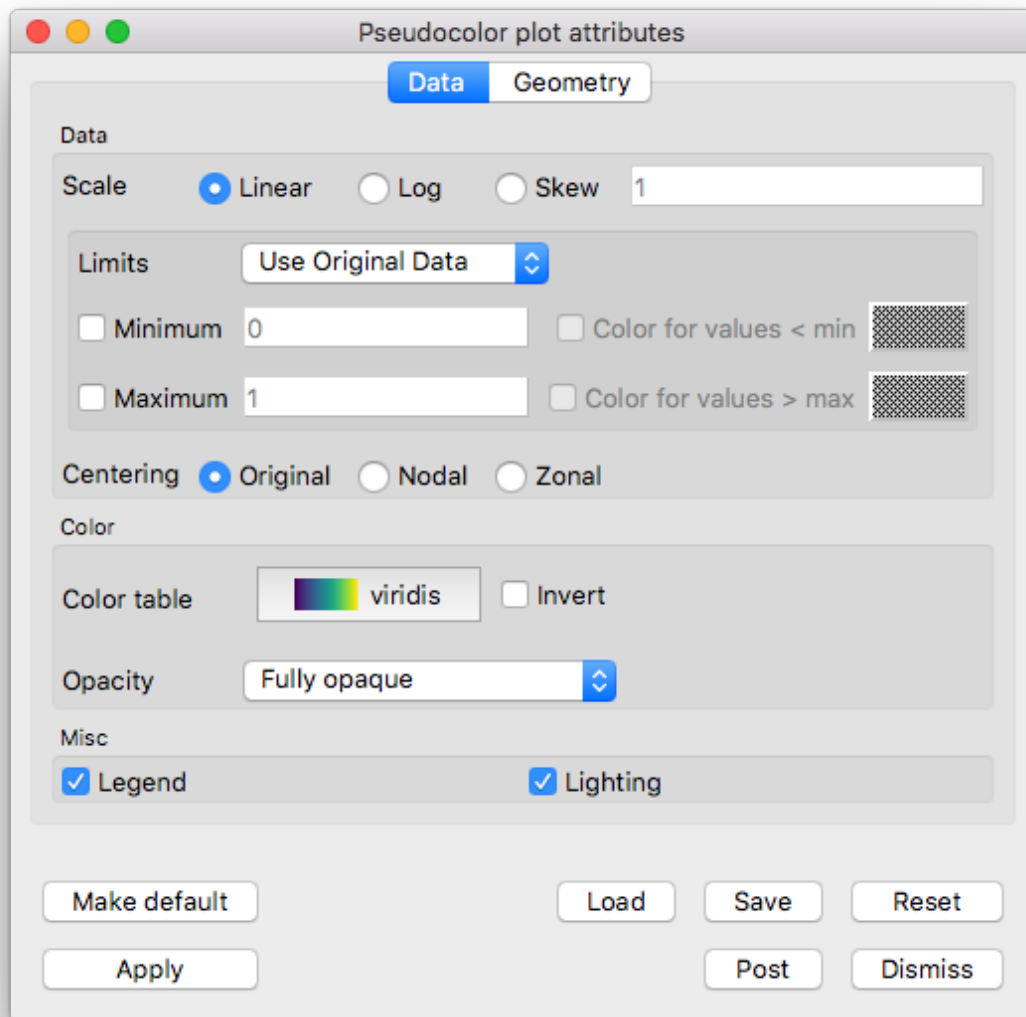 Pseudocolor plot attributes
Data Geometry
Data
Scale Linear Log Skew 1
Limits Use Original Data
Minimum 0 Color for values < min
Maximum 1 Color for values > max
Centering Original Nodal Zonal
Color
Color table viridis Invert
Opacity Fully opaque
Misc
Legend Lighting
Make default Load Save Reset
Apply Post Dismiss